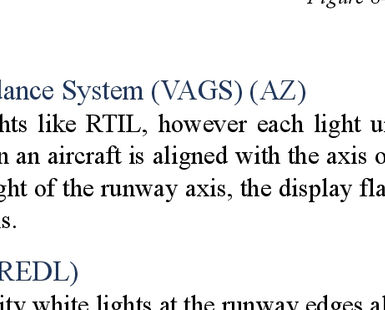 Figure 6
dance System (VAGS) (AZ)
hts like RTIL, however each light u
n an aircraft is aligned with the axis o
ght of the runway axis, the display fla
s.
REDL)
ity white lights at the runway edges al